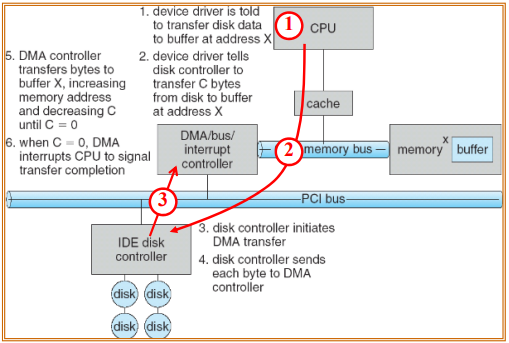 1. device driver is told
to transfer disk data
to buffer at address X
1
CPU
5. DMA controller
transfers bytes to
buffer X, increasing
memory address
and decreasing C
until C = 0
2. device driver tells
disk controller to
transfer C bytes
from disk to buffer
at address X
cache
6. when C = 0, DMA
interrupts CPU to signal
transfer completion
DMA/bus/
interrupt
controller
2
memory bus
memory
X
buffer
3
PCI bus
IDE disk
controller
3. disk controller initiates
DMA transfer
4. disk controller sends
each byte to DMA
controller
disk
disk
disk
disk